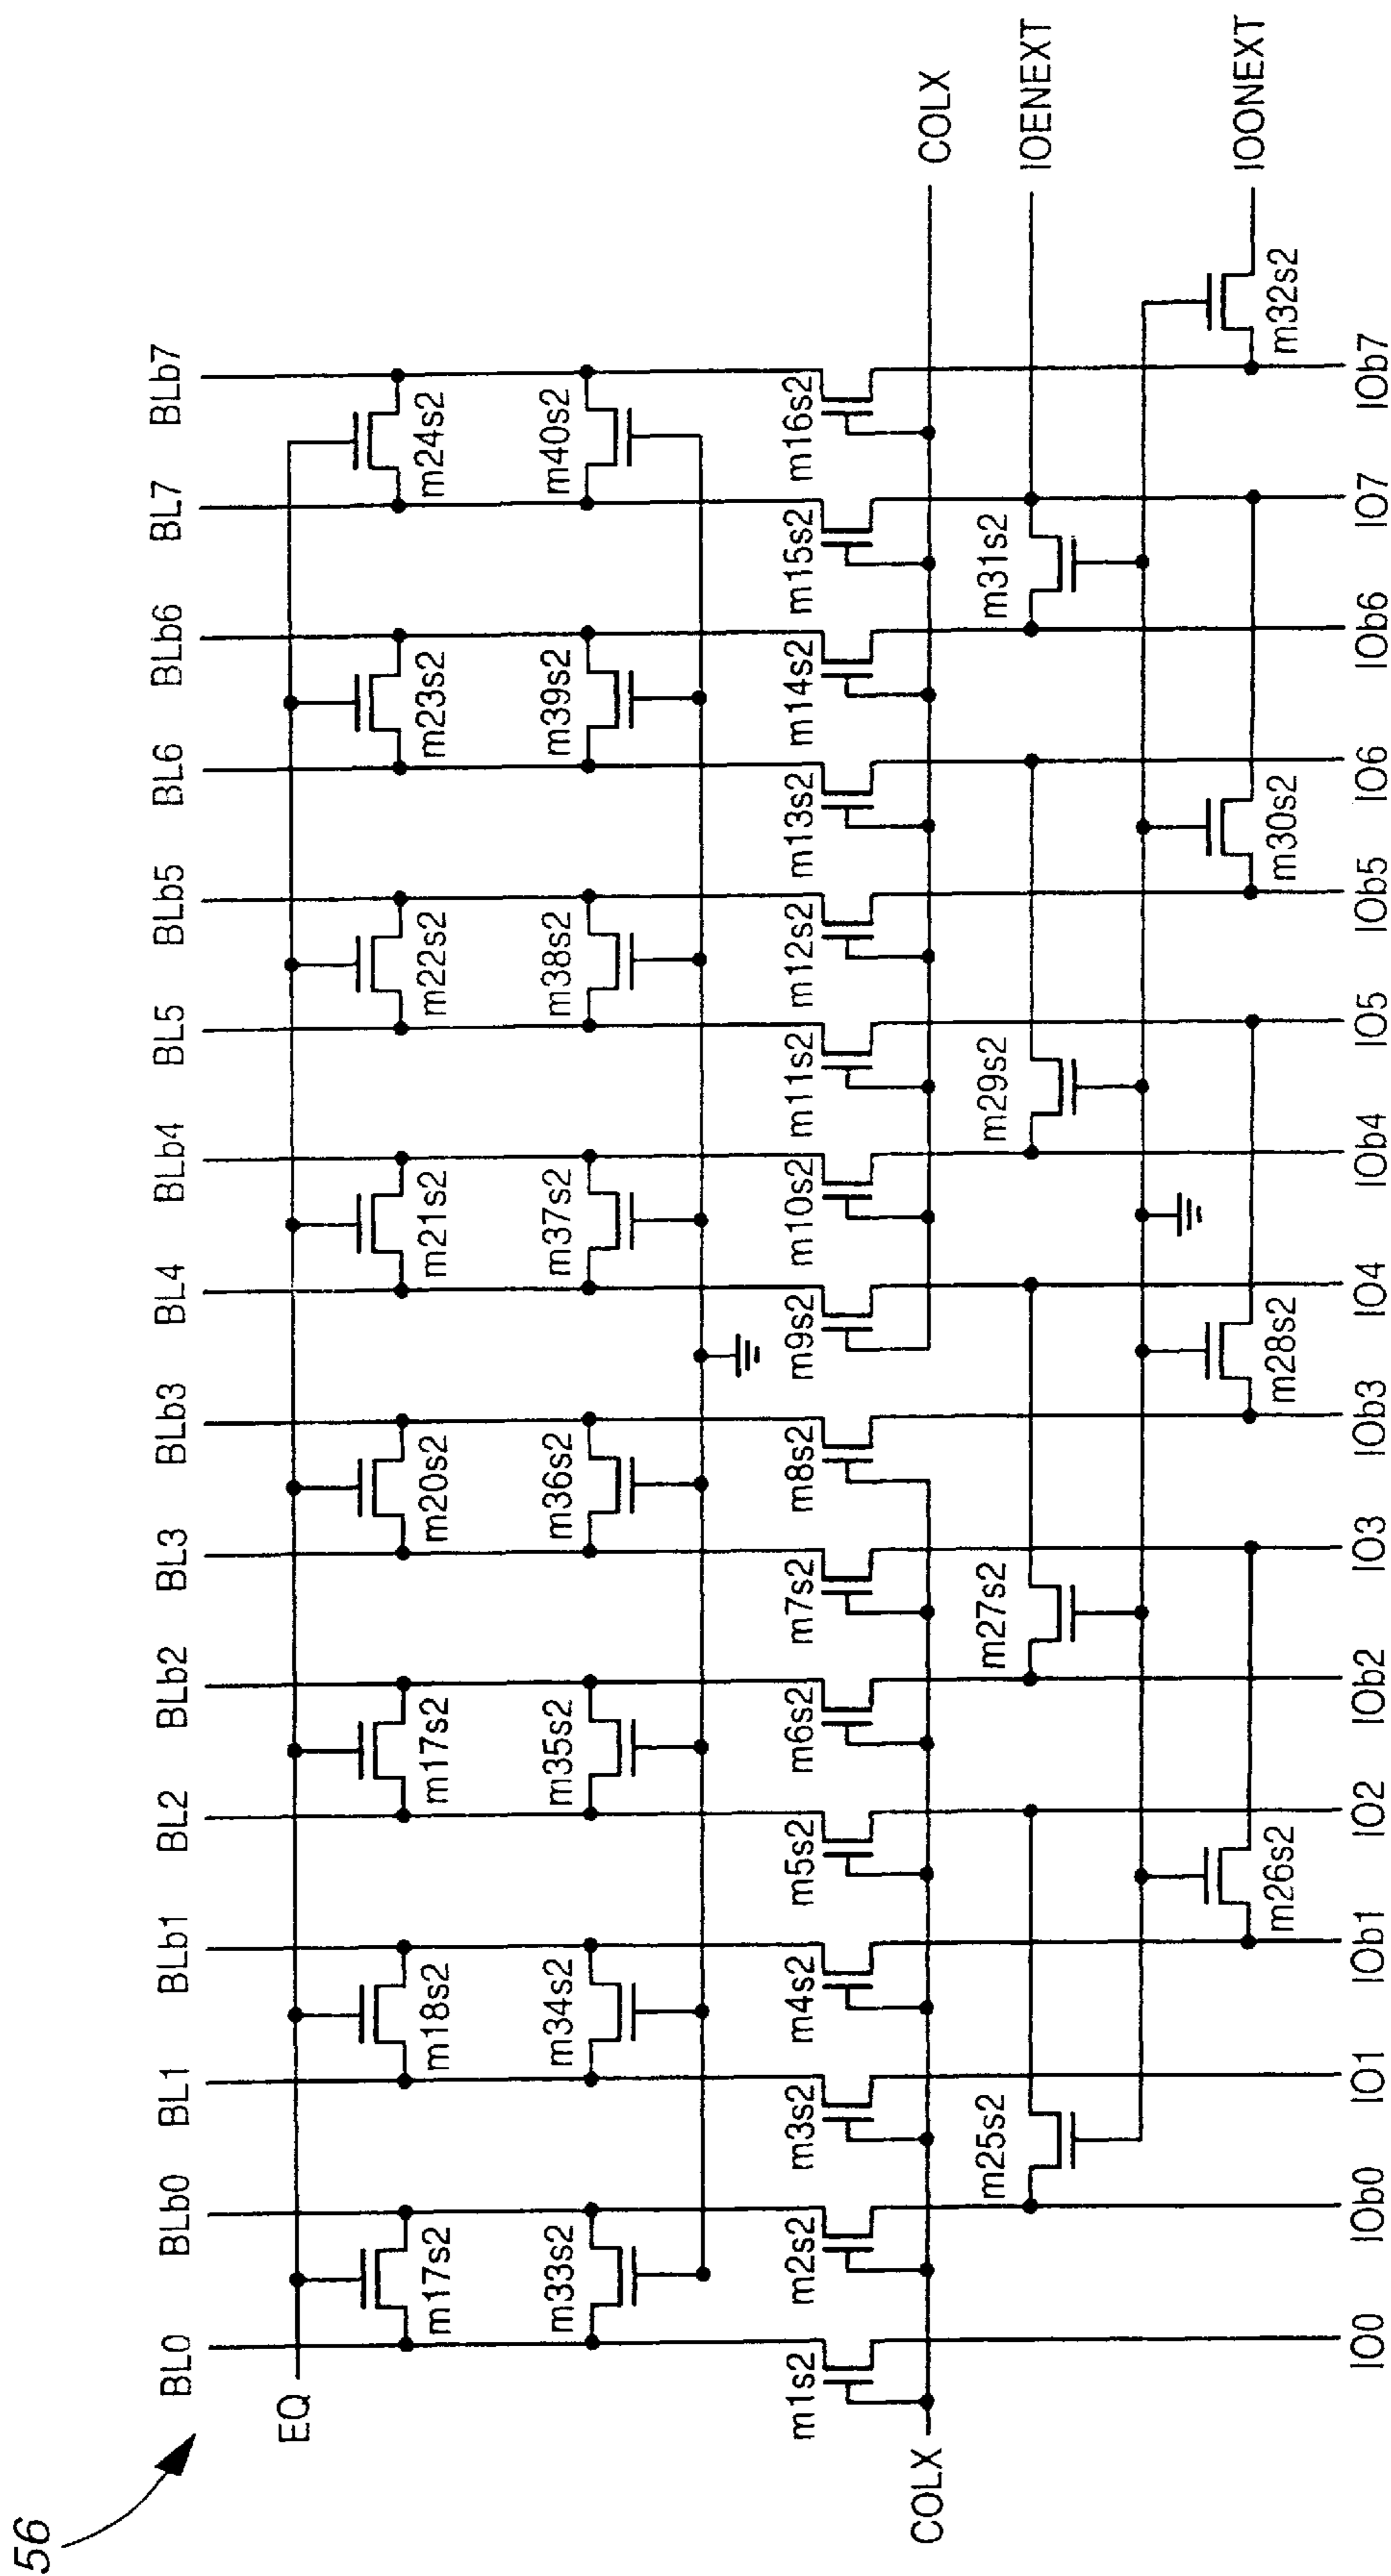 56
BL0 BLb0 BL1 BLb1 BL2 BLb2 BL3 BLb3 BL4 BLb4 BL5 BLb5 BL6 BLb6 BL7 BLb7
EQ
m17s2 m18s2 m17s2 m20s2 m21s2 m22s2 m23s2 m24s2
m33s2 m34s2 m35s2 m36s2 m37s2 m38s2 m39s2 m40s2
m1s2 m2s2 m3s2 m4s2 m5s2 m6s2 m7s2 m8s2 m9s2 m10s2 m11s2 m12s2 m13s2 m14s2 m15s2 m16s2
COLX COLX
m25s2 m27s2 m29s2 m31s2 IOENEXT
m26s2 m28s2 m30s2 m32s2 IOONEXT
IO0 IOb0 IO1 IOb1 IO2 IOb2 IO3 IOb3 IO4 IOb4 IO5 IOb5 IO6 IOb6 IO7 IOb7